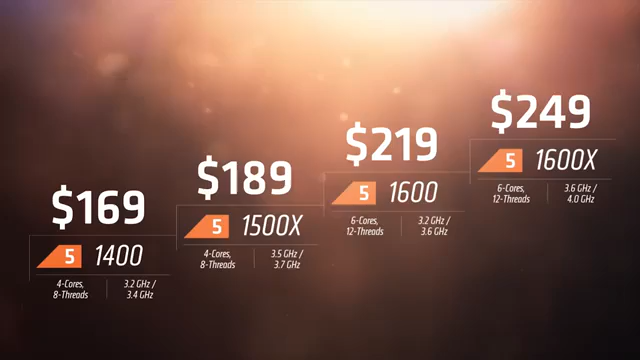 $169
5 1400
4-Cores,
8-Threads
3.2 GHz /
3.4 GHz
$189
5 1500X
4-Cores,
8-Threads
3.5 GHz /
3.7 GHz
$219
5 1600
6-Cores,
12-Threads
3.2 GHz /
3.6 GHz
$249
5 1600X
6-Cores,
12-Threads
3.6 GHz /
4.0 GHz